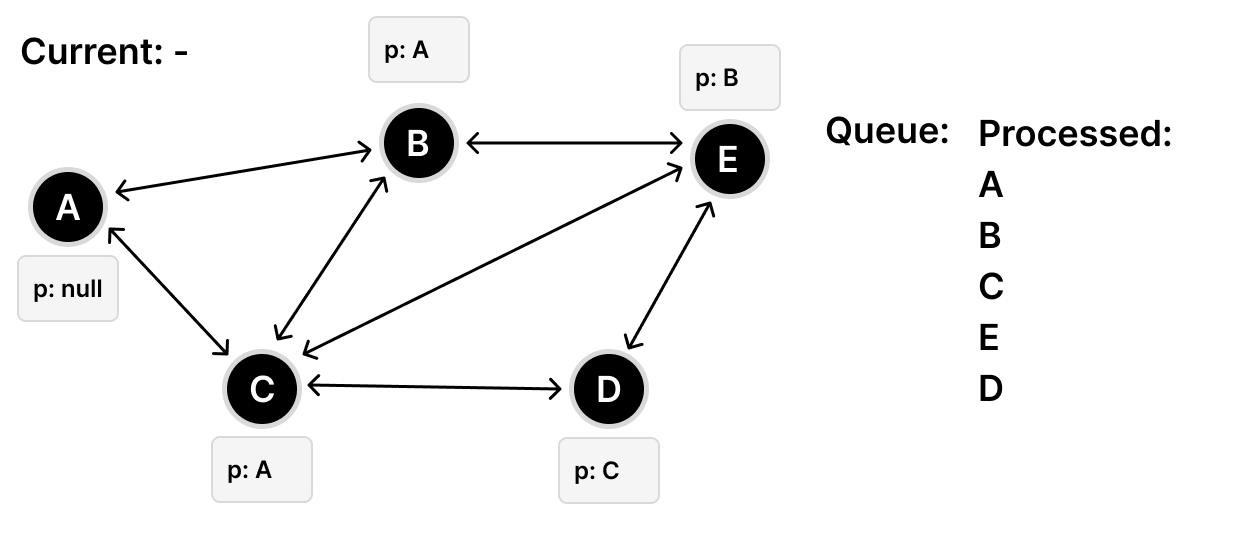 Current: -
p: A
p: B
B
E
A
p: null
C
D
p: A
p: C
Queue:
Processed:
A
B
C
E
D